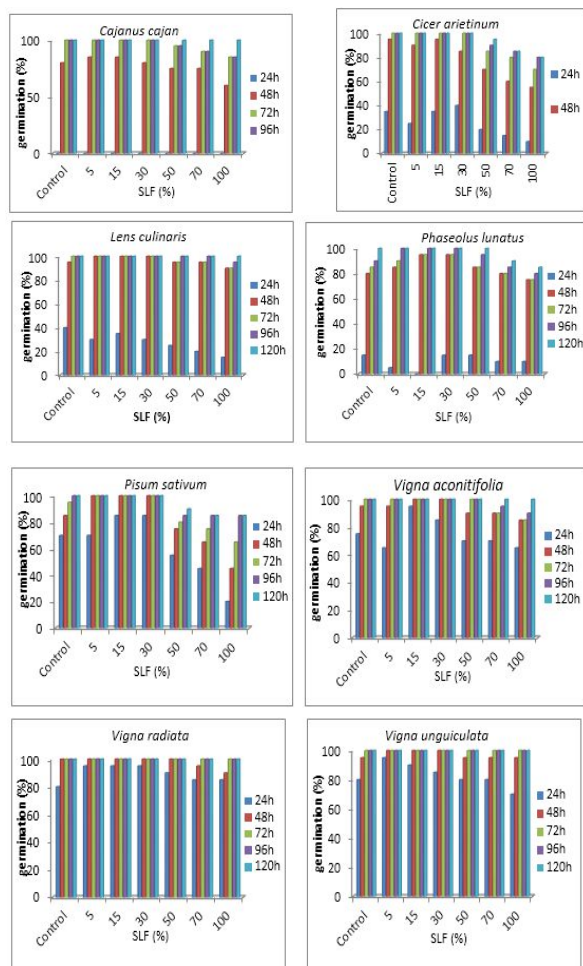 Cajanus cajan
germination (%)
100
50
0
Control 5 15 30 50 70 100
SLF (%)
24h
48h
72h
96h
Cicer arietinum
germination (%)
100
80
60
40
20
0
Control 5 15 30 50 70 100
SLF (%)
24h
48h
Lens culinaris
germination (%)
100
80
60
40
20
0
Control 5 15 30 50 70 100
SLF (%)
24h
48h
72h
96h
120h
Phaseolus lunatus
germination (%)
100
80
60
40
20
0
Control 5 15 30 50 70 100
SLF (%)
24h
48h
72h
96h
120h
Pisum sativum
germination (%)
100
80
60
40
20
0
Control 5 15 30 50 70 100
SLF (%)
24h
48h
72h
96h
120h
Vigna aconitifolia
germination (%)
100
80
60
40
20
0
Control 5 15 30 50 70 100
SLF (%)
24h
48h
72h
96h
120h
Vigna radiata
germination (%)
100
80
60
40
20
0
Control 5 15 30 50 70 100
SLF (%)
24h
48h
72h
96h
120h
Vigna unguiculata
germination (%)
100
80
60
40
20
0
Control 5 15 30 50 70 100
SLF (%)
24h
48h
72h
96h
120h